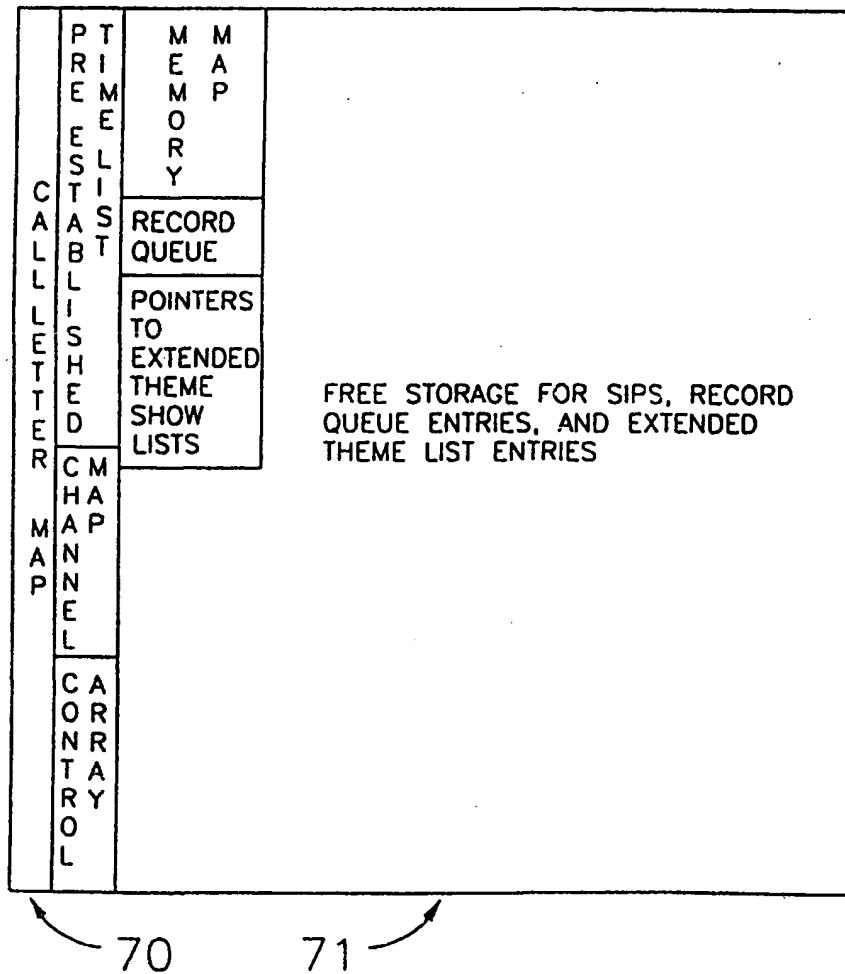 CALL LETTER MAP
PRE ESTABLISHED
TIME LIST
CHANNEL
MAP
CONTROL
ARRAY
MEMORY
MAP
RECORD
QUEUE
POINTERS
TO
EXTENDED
THEME
SHOW
LISTS
FREE STORAGE FOR SIPS, RECORD
QUEUE ENTRIES, AND EXTENDED
THEME LIST ENTRIES
70
71